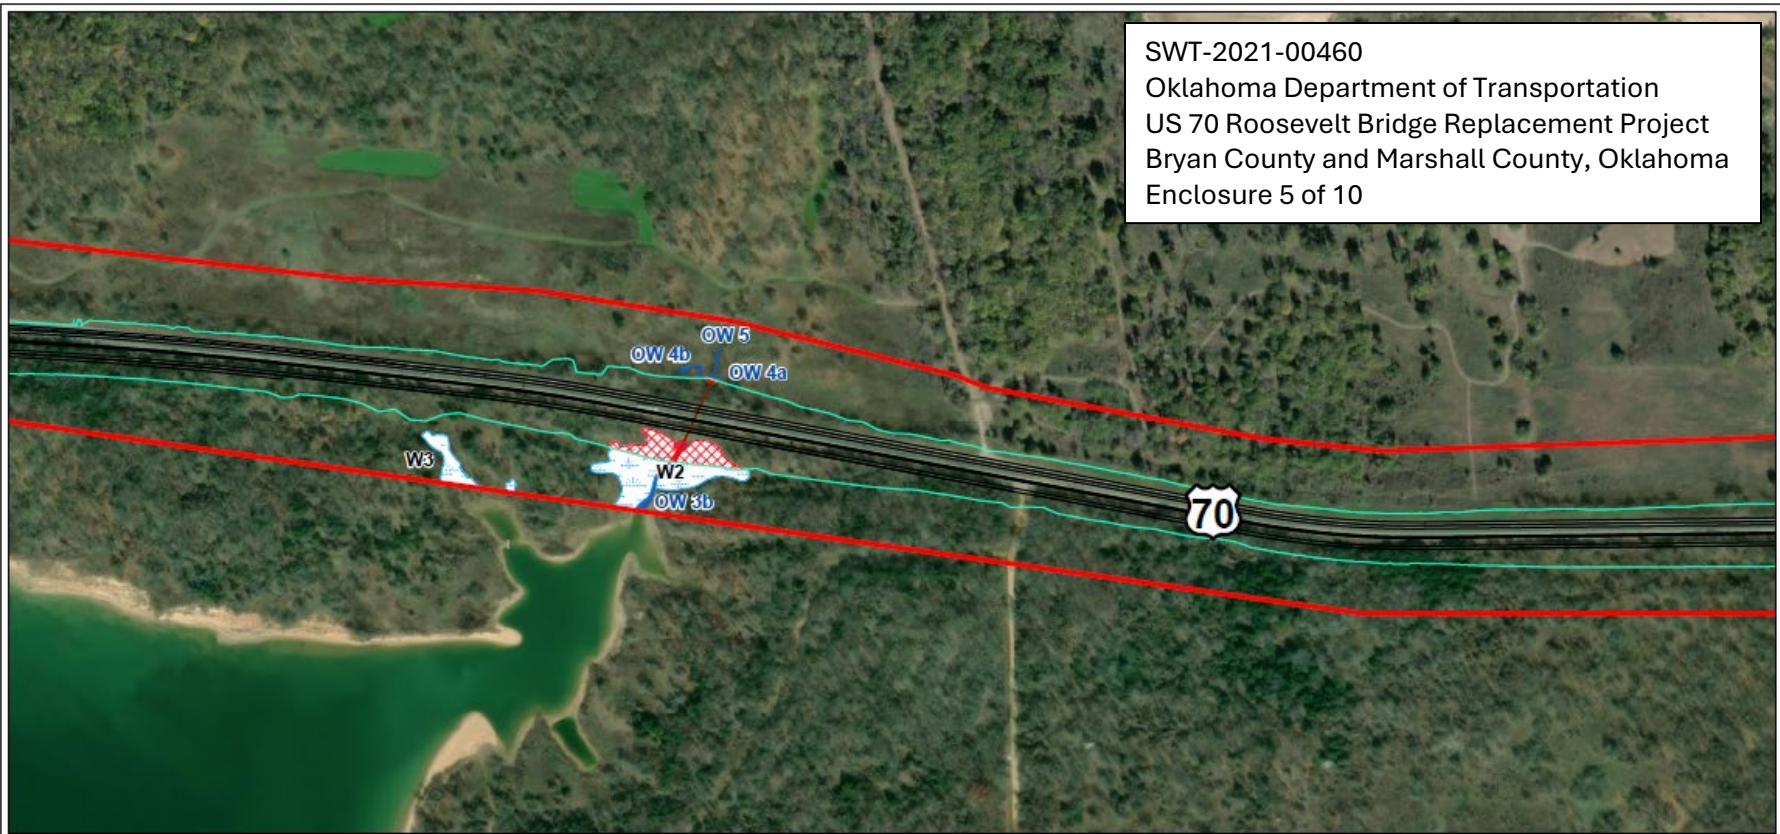 SWT-2021-00460
Oklahoma Department of Transportation
US 70 Roosevelt Bridge Replacement Project
Bryan County and Marshall County, Oklahoma
Enclosure 5 of 10
OW 5
OW 4b
OW 4a
W3
W2
OW 3b
70